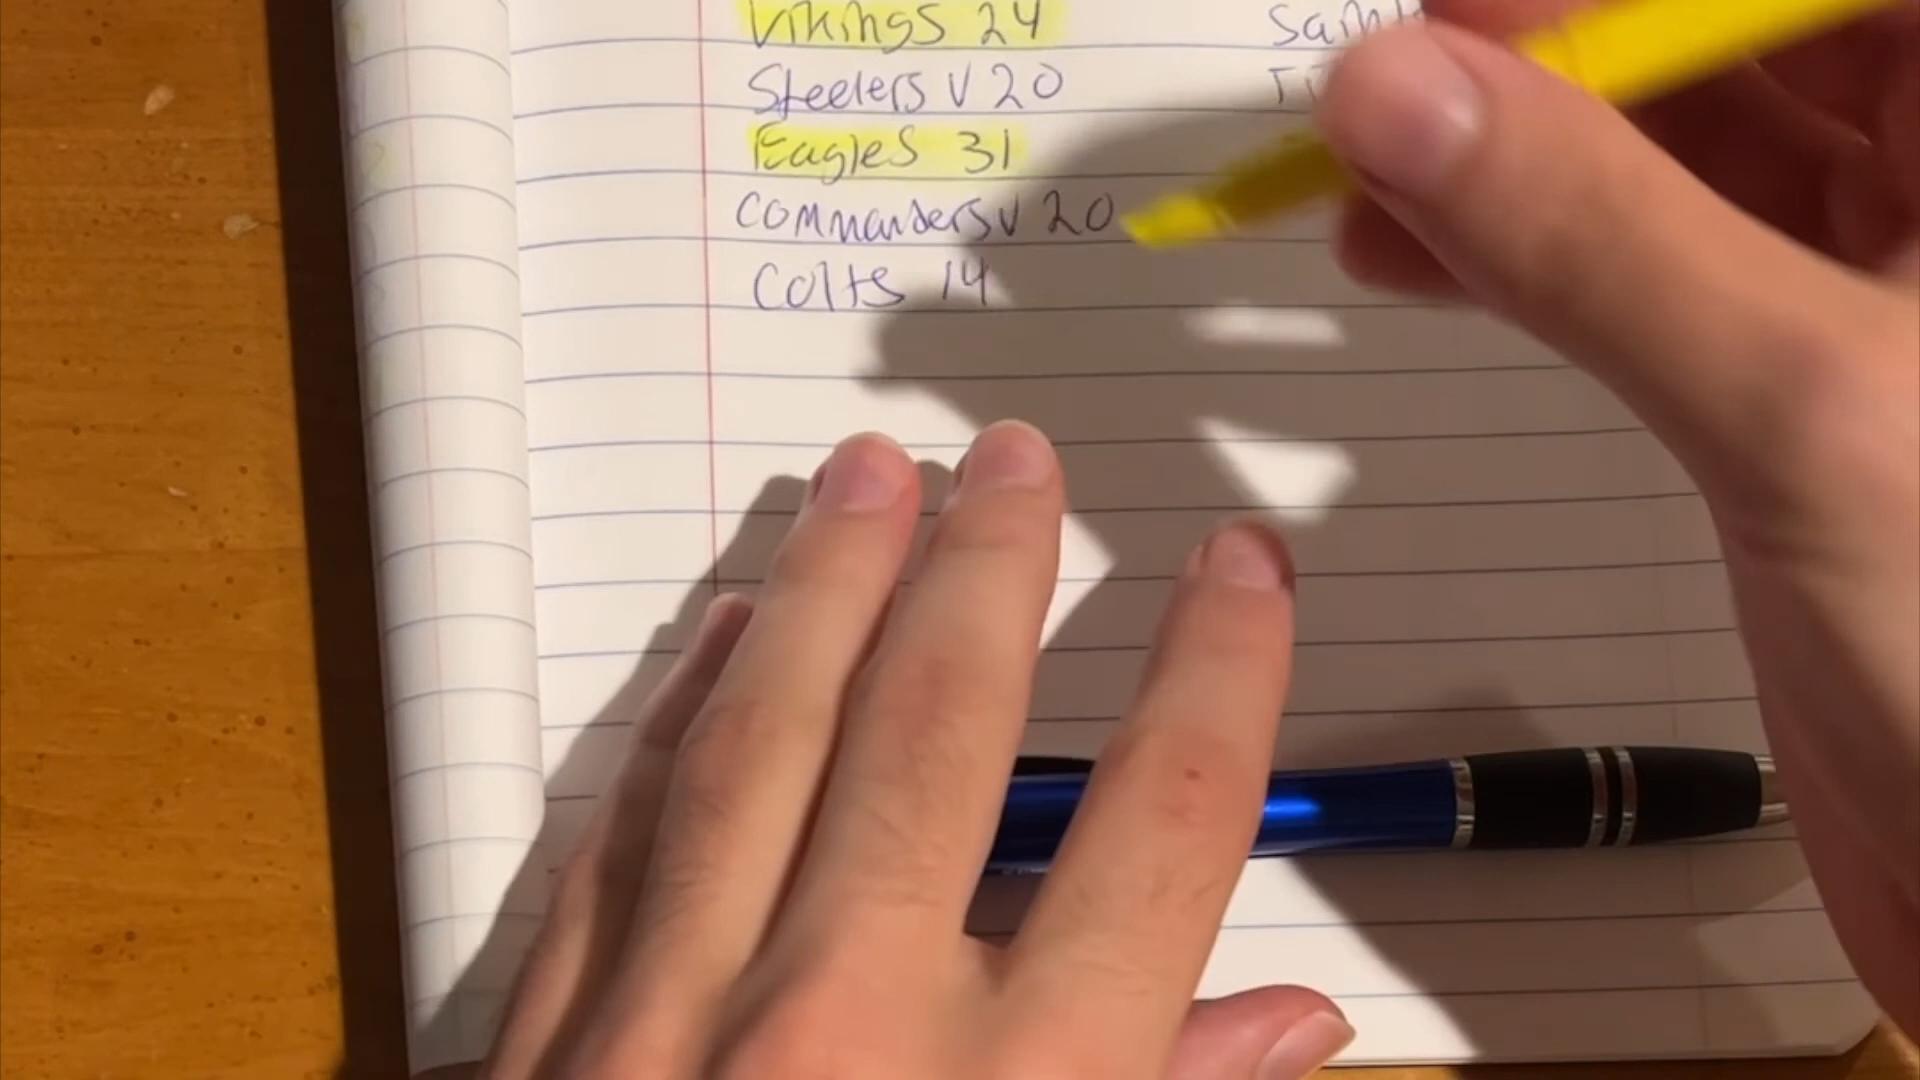 Vikings 24
Steelers V 20
Eagles 31
Commanders V 20
Colts 14